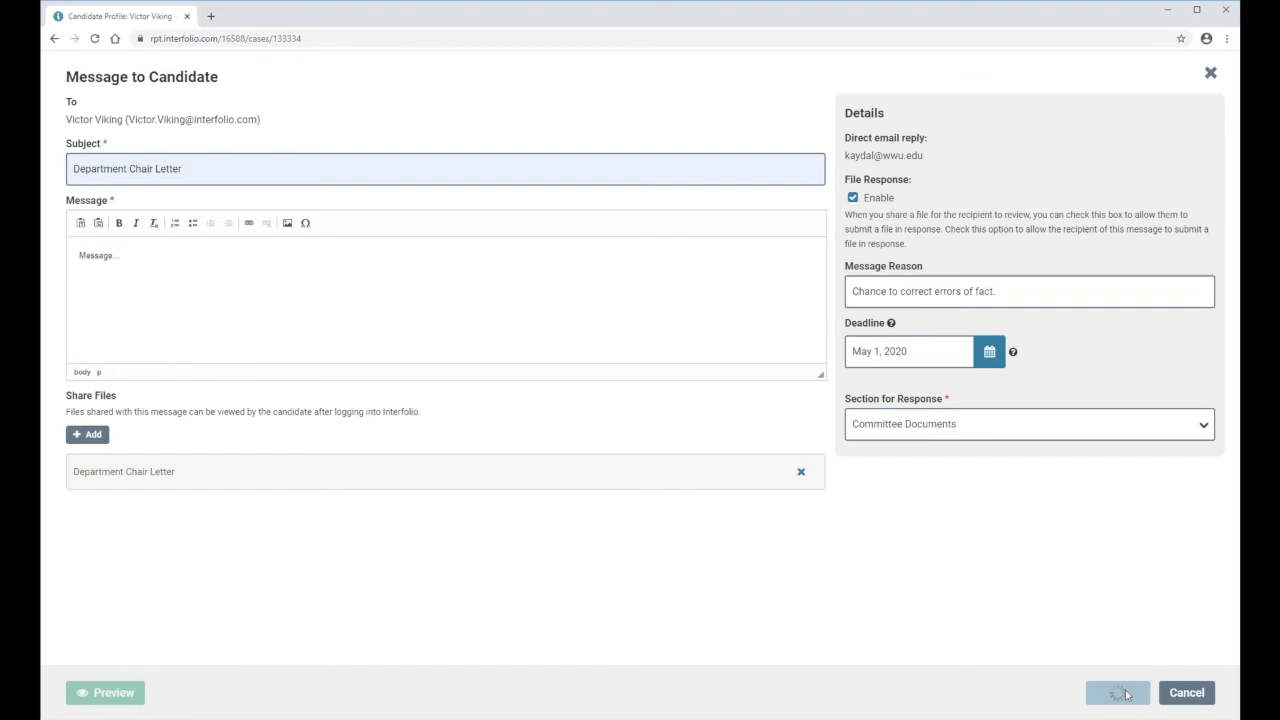 Candidate Profile: Victor Viking
rpt.interfolio.com/16588/cases/133334
Message to Candidate
To
Victor Viking (Victor.Viking@interfolio.com)
Subject *
Department Chair Letter
Message *
B I Tx Ω
Message...
body p
Share Files
Files shared with this message can be viewed by the candidate after logging into Interfolio.
+ Add
Department Chair Letter
Details
Direct email reply:
kaydal@wwu.edu
File Response:
Enable
When you share a file for the recipient to review, you can check this box to allow them to
submit a file in response. Check this option to allow the recipient of this message to submit a
file in response.
Message Reason
Chance to correct errors of fact.
Deadline
May 1, 2020
Section for Response *
Committee Documents
Preview
Cancel